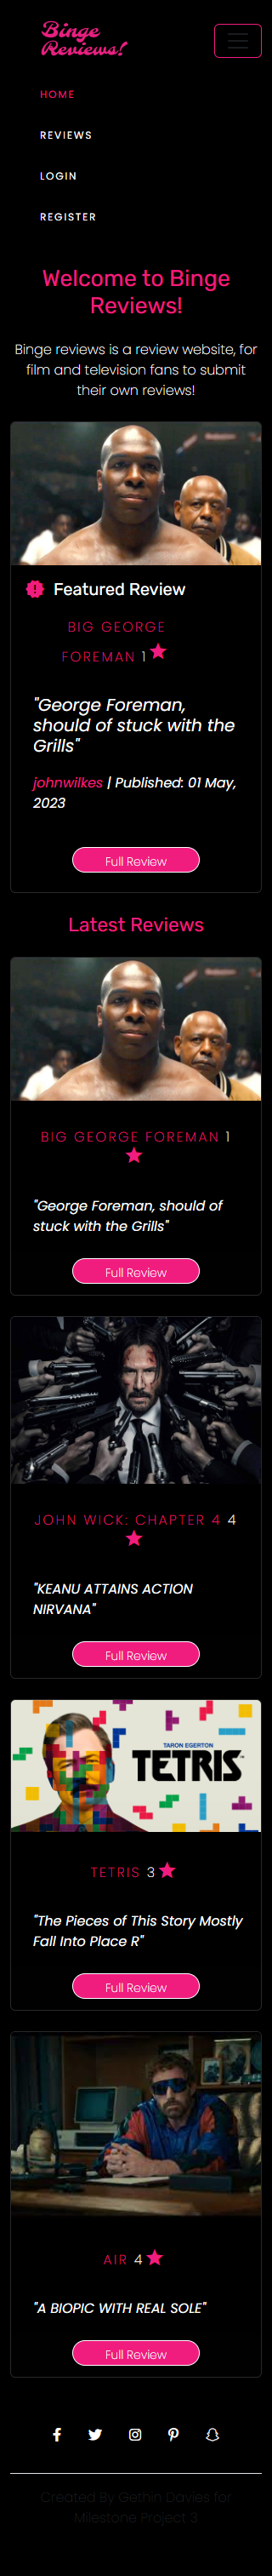 Binge
Reviews!
HOME
REVIEWS
LOGIN
REGISTER
Welcome to Binge
Reviews!
Binge reviews is a review website, for
film and television fans to submit
their own reviews!
Featured Review
BIG GEORGE
FOREMAN 1
"George Foreman,
should of stuck with the
Grills"
johnwilkes | Published: 01 May,
2023
Full Review
Latest Reviews
BIG GEORGE FOREMAN 1
"George Foreman, should of
stuck with the Grills"
Full Review
JOHN WICK: CHAPTER 4 4
"KEANU ATTAINS ACTION
NIRVANA"
Full Review
TARON EGERTON
TETRIS
TETRIS 3
"The Pieces of This Story Mostly
Fall Into Place R"
Full Review
AIR 4
"A BIOPIC WITH REAL SOLE"
Full Review
Created By Gethin Davies for
Milestone Project 3